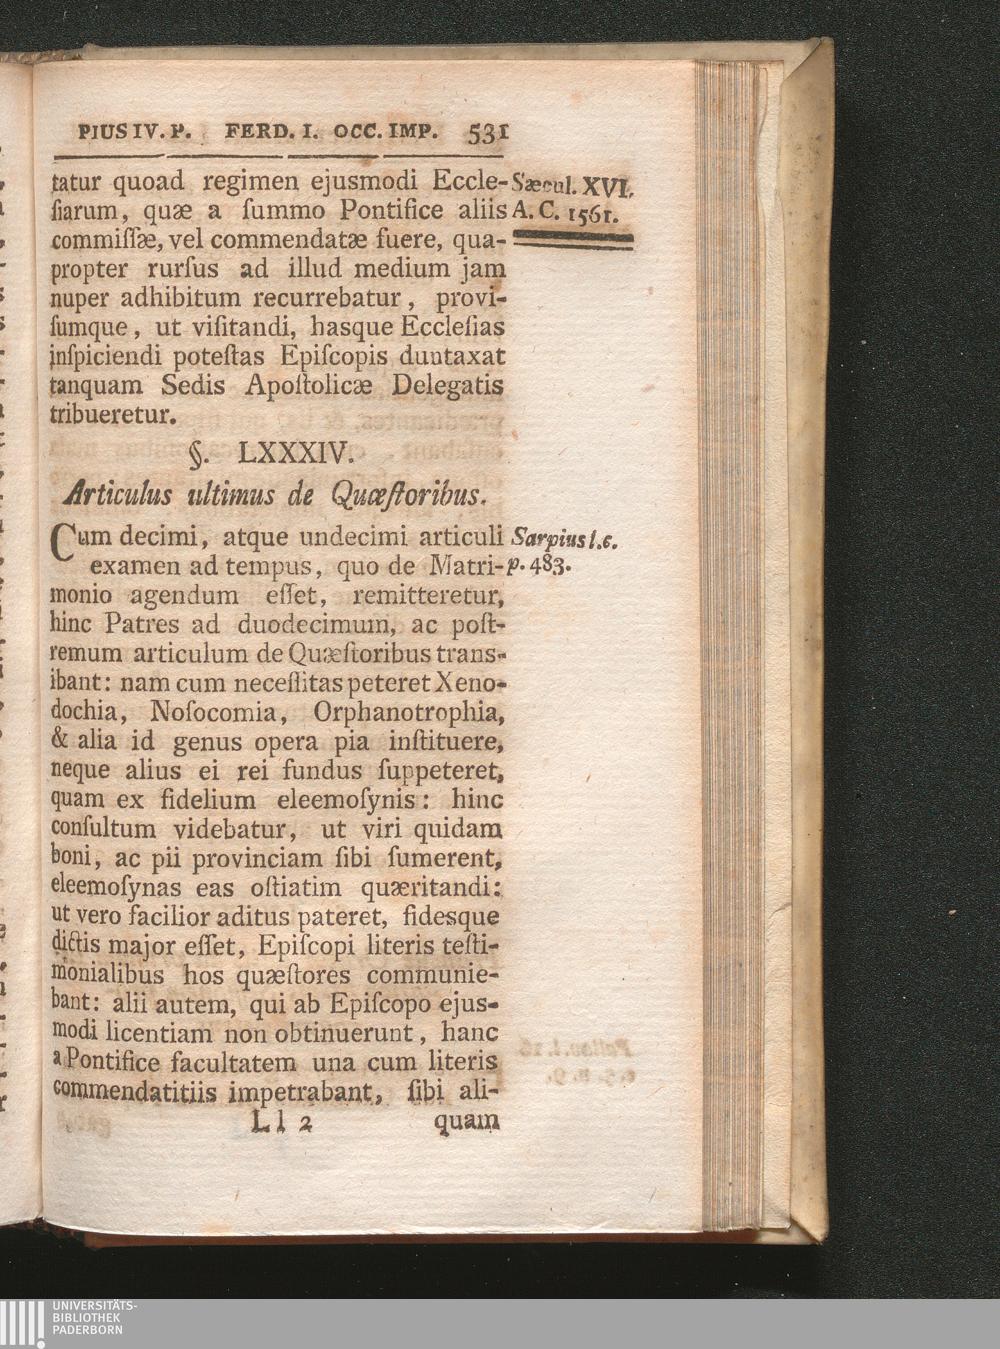 PIUS IV. P. FERD. I. OCC. IMP. 531
tatur quoad regimen ejusmodi Eccle-
ſiarum, quæ a ſummo Pontifice aliis
commiſſæ, vel commendatæ fuere, qua-
propter rurſus ad illud medium jam
nuper adhibitum recurrebatur, provi-
ſumque, ut viſitandi, hasque Eccleſias
inſpiciendi poteſtas Epiſcopis duntaxat
tanquam Sedis Apoſtolicæ Delegatis
tribueretur.
Sæcul. XVI.
A. C. 1561.
§. LXXXIV.
Articulus ultimus de Quæſtoribus.
Cum decimi, atque undecimi articuli
examen ad tempus, quo de Matri-
monio agendum eſſet, remitteretur,
hinc Patres ad duodecimum, ac poſt-
remum articulum de Quæſtoribus trans-
ibant: nam cum neceſſitas peteret Xeno-
dochia, Noſocomia, Orphanotrophia,
& alia id genus opera pia inſtituere,
neque alius ei rei fundus ſuppeteret,
quam ex fidelium eleemoſynis: hinc
conſultum videbatur, ut viri quidam
boni, ac pii provinciam ſibi ſumerent,
eleemoſynas eas oſtiatim quæritandi:
ut vero facilior aditus pateret, fidesque
dictis major eſſet, Epiſcopi literis teſti-
monialibus hos quæſtores communie-
bant: alii autem, qui ab Epiſcopo ejus-
modi licentiam non obtinuerunt, hanc
a Pontifice facultatem una cum literis
commendatitiis impetrabant, ſibi ali-
Sarpius l. c.
p. 483.
Ll 2 quam
UNIVERSITÄTS-
BIBLIOTHEK
PADERBORN